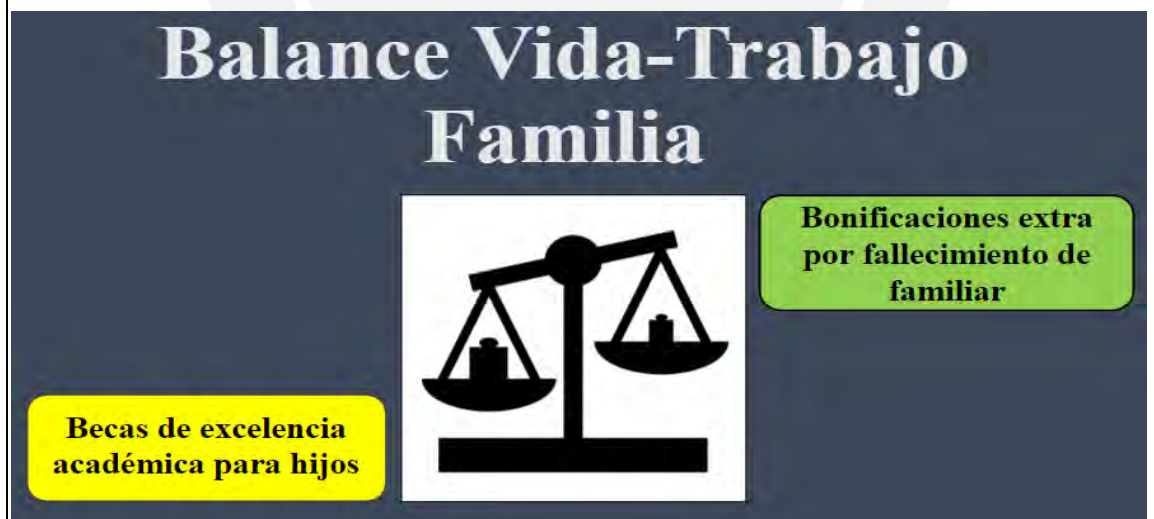 Balance Vida-Trabajo
Familia
Bonificaciones extra
por fallecimiento de
familiar
Becas de excelencia
académica para hijos